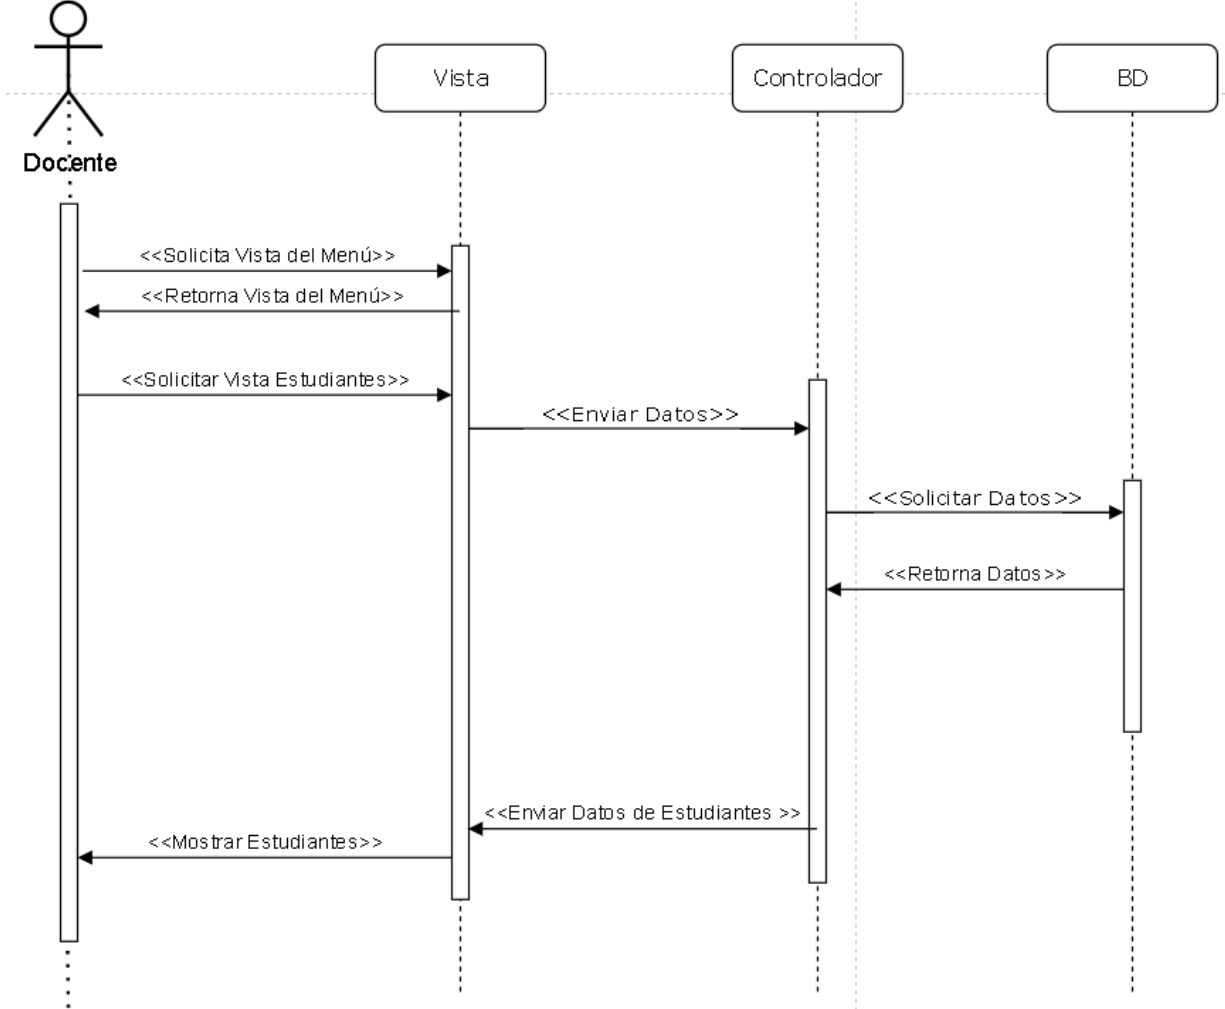 Vista
Controlador
BD
Docente
<<Solicita Vista del Menú>>
<<Retorna Vista del Menú>>
<<Solicitar Vista Estudiantes>>
<<Enviar Datos>>
<<Solicitar Datos>>
<<Retorna Datos>>
<<Enviar Datos de Estudiantes >>
<<Mostrar Estudiantes>>